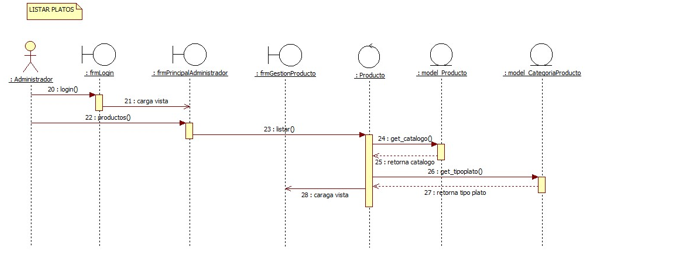 LISTAR PLATOS
: Administrador
: frmLogin
: frmPrincipalAdministrador
: frmGestionProducto
: Producto
: model_Producto
: model_CategoriaProducto
20 : login()
21 : carga vista
22 : productos()
23 : listar()
24 : get_catalogo()
25 : retorna catalogo
26 : get_tipoplato()
27 : retorna tipo plato
28 : caraga vista